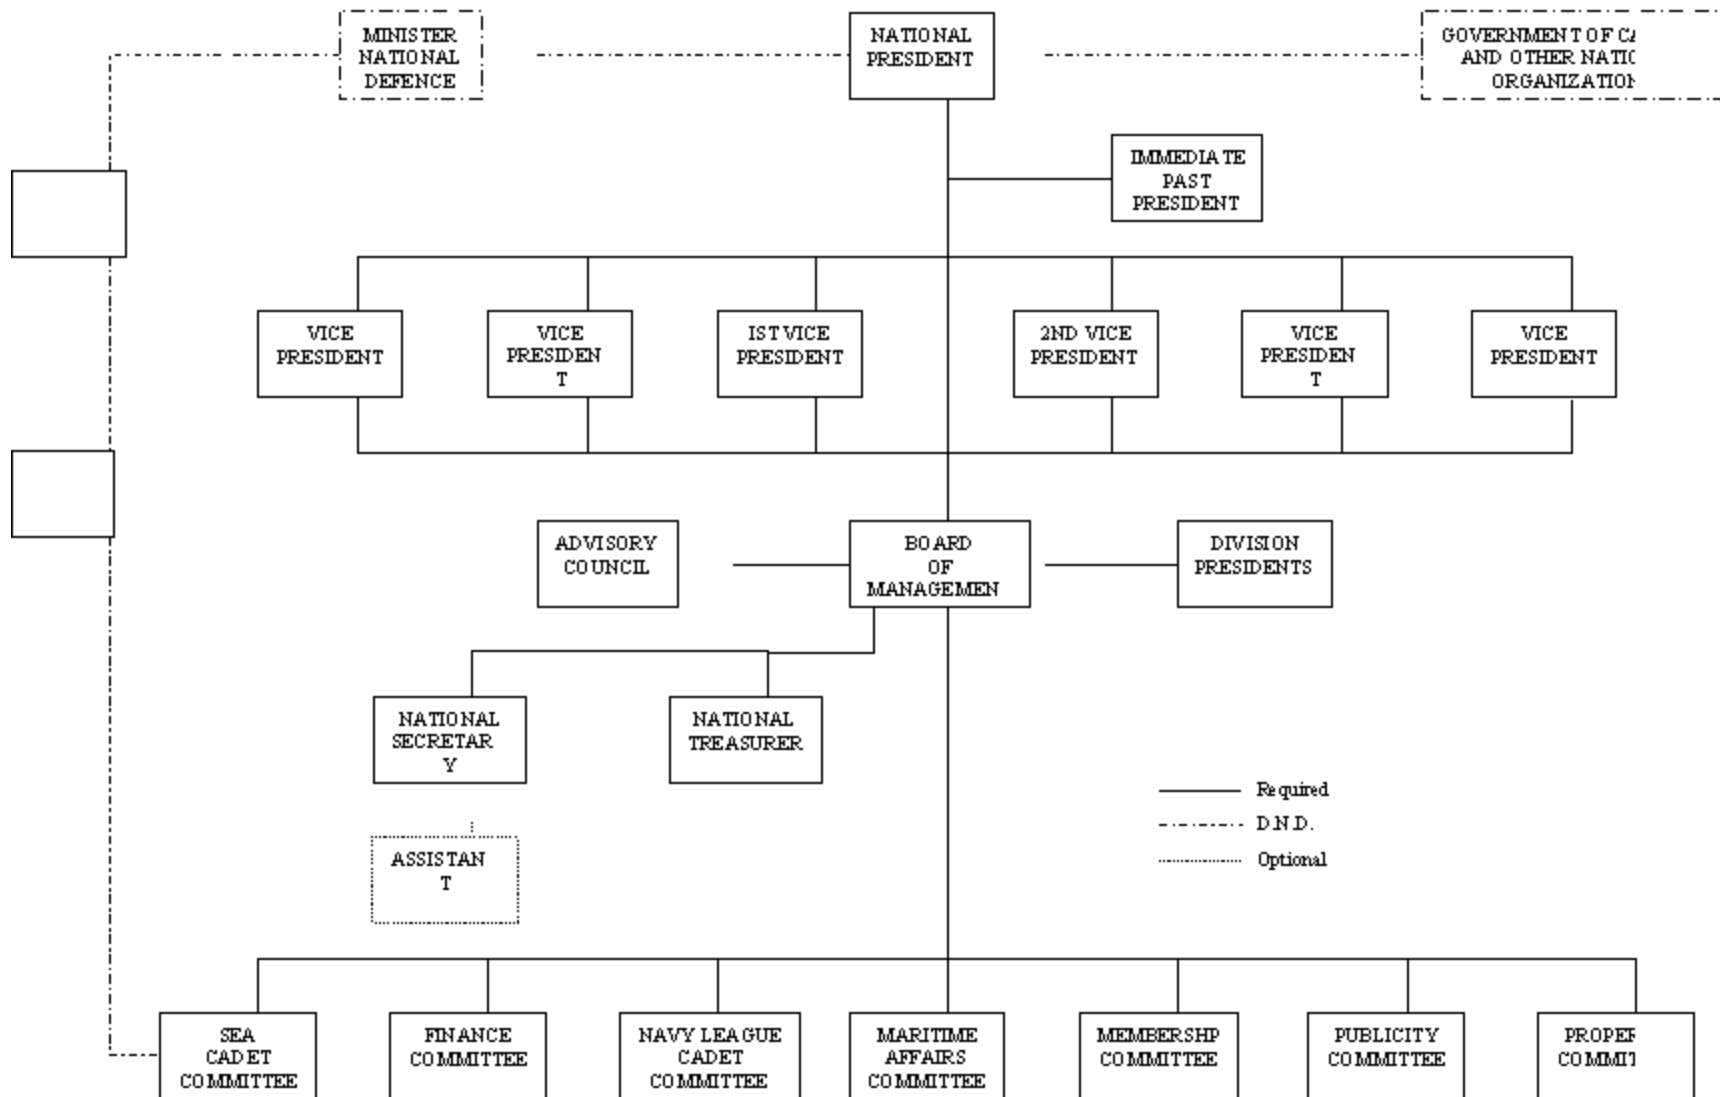 MINISTER
NATIONAL
DEFENCE
NATIONAL
PRESIDENT
GOVERNMENT OF CA
AND OTHER NATIO
ORGANIZATION
IMMEDIATE
PAST
PRESIDENT
VICE
PRESIDENT
VICE
PRESIDEN
T
IST VICE
PRESIDENT
2ND VICE
PRESIDENT
VICE
PRESIDEN
T
VICE
PRESIDENT
ADVISORY
COUNCIL
BOARD
OF
MANAGEMEN
DIVISION
PRESIDENTS
NATIONAL
SECRETAR
Y
NATIONAL
TREASURER
Required
D.N.D.
Optional
ASSISTAN
T
SEA
CADET
COMMITTEE
FINANCE
COMMITTEE
NAVY LEAGUE
CADET
COMMITTEE
MARITIME
AFFAIRS
COMMITTEE
MEMBERSHP
COMMITTEE
PUBLICITY
COMMITTEE
PROPER
COMMIT